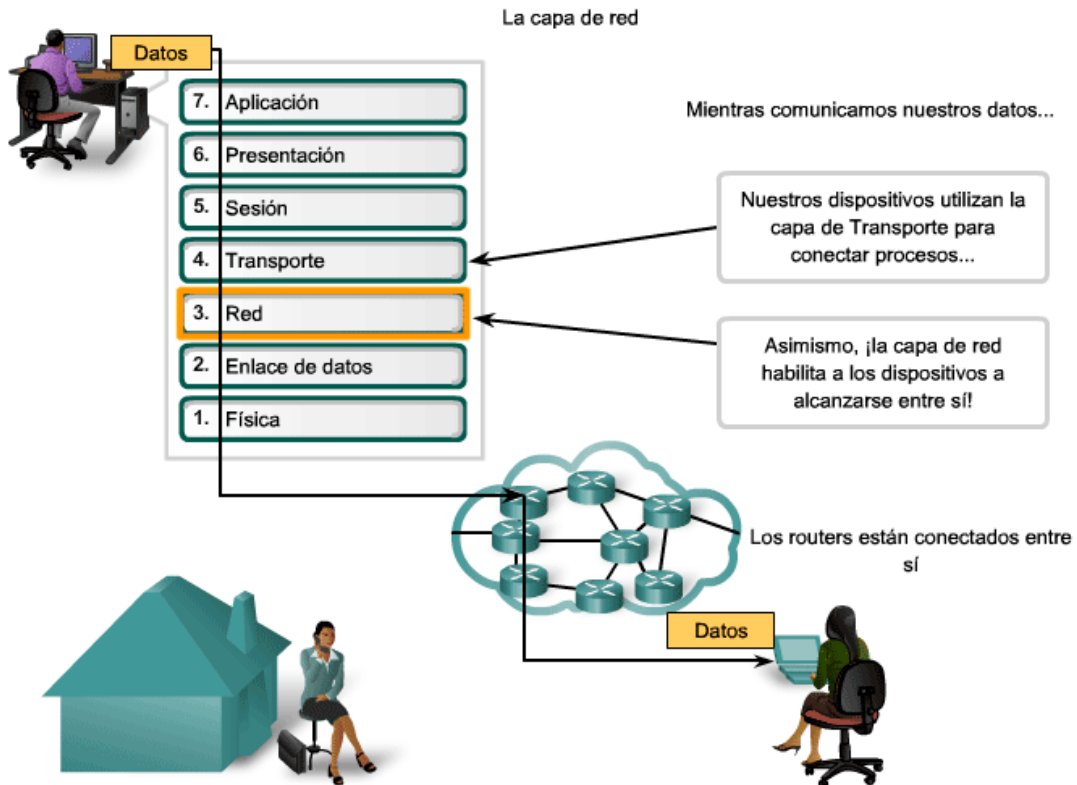 La capa de red
Datos
7. Aplicación
6. Presentación
5. Sesión
4. Transporte
3. Red
2. Enlace de datos
1. Física
Mientras comunicamos nuestros datos...
Nuestros dispositivos utilizan la
capa de Transporte para
conectar procesos...
Asimismo, ¡la capa de red
habilita a los dispositivos a
alcanzarse entre sí!
Los routers están conectados entre
sí
Datos